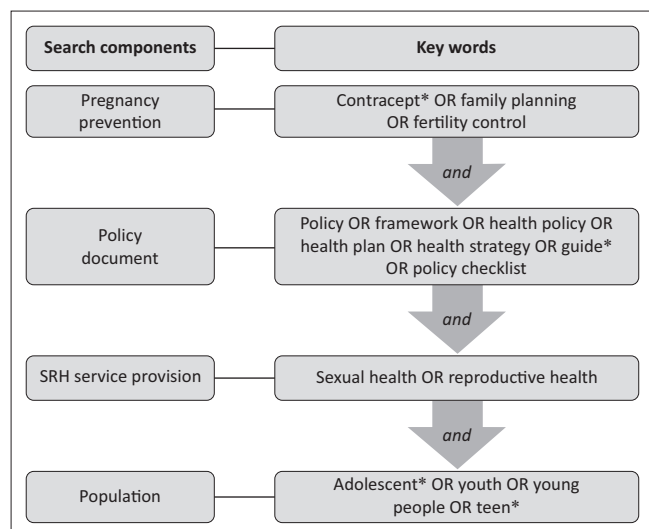 Search components
Key words
Pregnancy
prevention
Contracept* OR family planning
OR fertility control
and
Policy
document
Policy OR framework OR health policy OR
health plan OR health strategy OR guide*
OR policy checklist
and
SRH service provision
Sexual health OR reproductive health
and
Population
Adolescent* OR youth OR young
people OR teen*